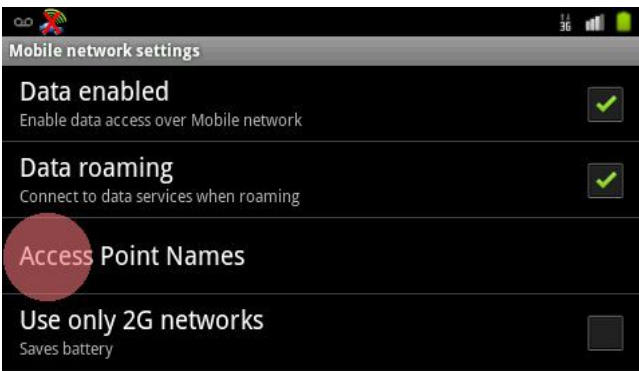 3G
Mobile network settings
Data enabled
Enable data access over Mobile network
Data roaming
Connect to data services when roaming
Access Point Names
Use only 2G networks
Saves battery